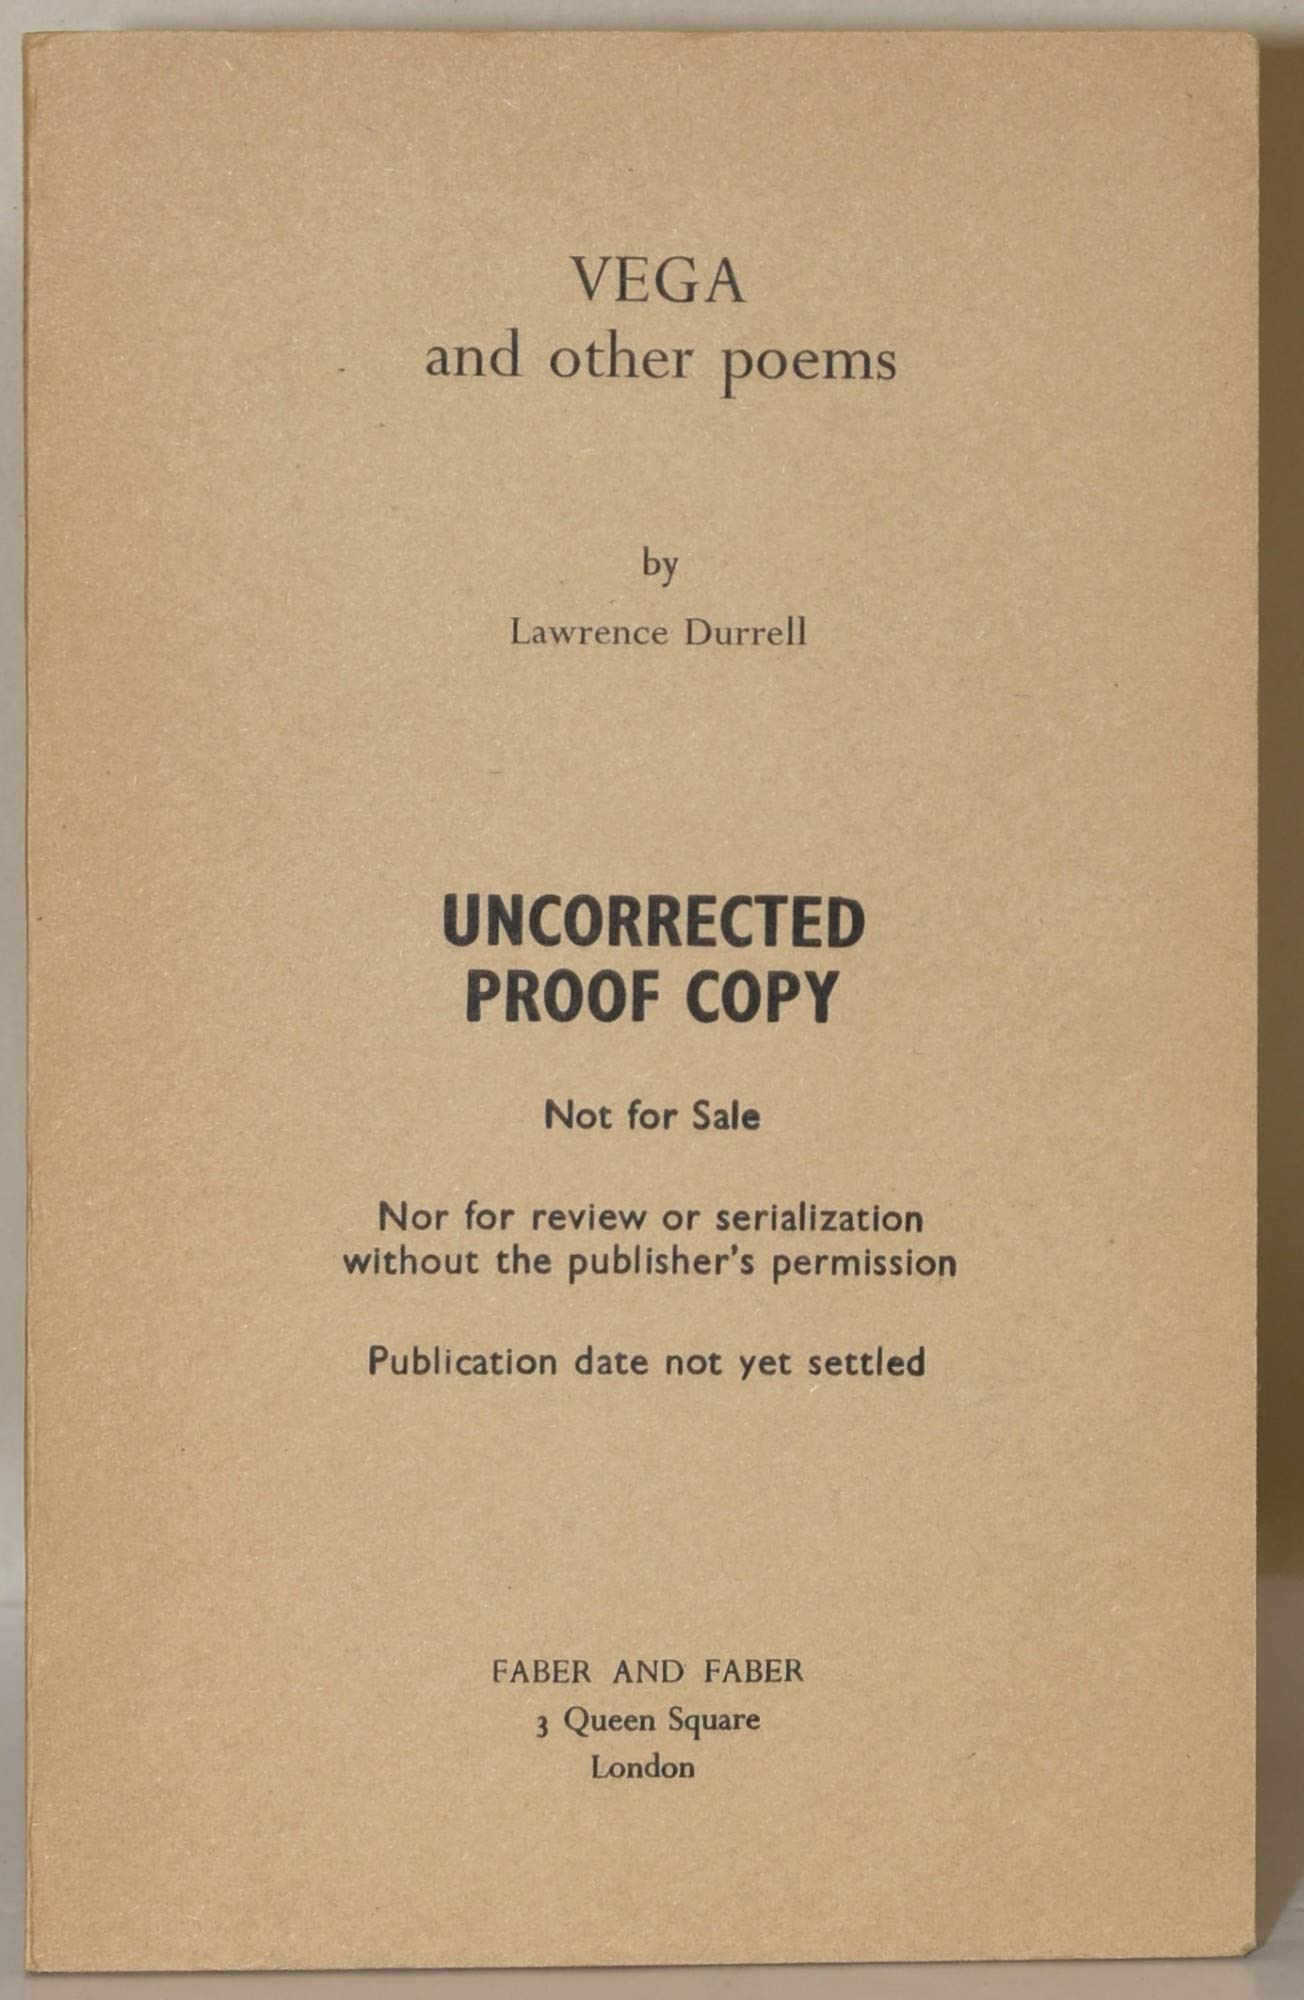 VEGA
and other poems
by
Lawrence Durrell
UNCORRECTED
PROOF COPY
Not for Sale
Nor for review or serialization
without the publisher's permission
Publication date not yet settled
FABER AND FABER
3 Queen Square
London